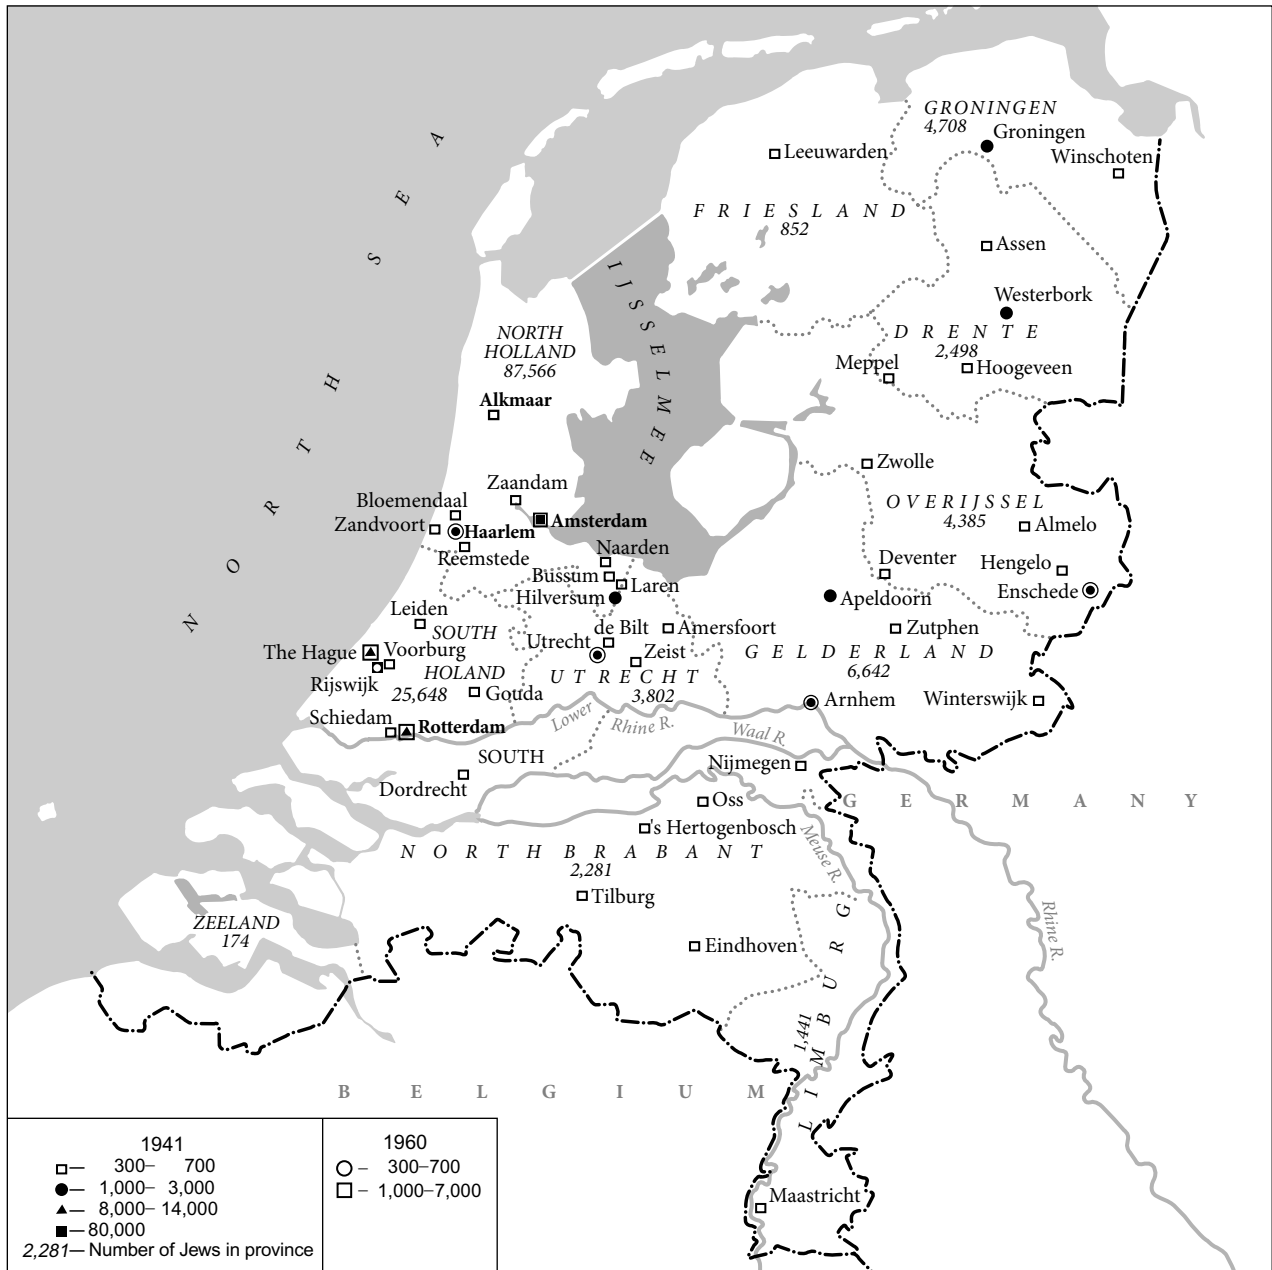 GRONINGEN
4,708
Groningen
Winschoten
Leeuwarden
FRIESLAND
852
Assen
Westerbork
DRENTE
2,498
Meppel
Hoogeveen
NORTH SEA
IJSSELMEE
NORTH
HOLLAND
87,566
Alkmaar
Zwolle
Zaandam
Bloemendaal
Zandvoort
Haarlem
Amsterdam
Reemstede
Naarden
Bussum
Laren
Hilversum
OVERIJSSEL
4,385
Almelo
Deventer
Hengelo
Enschede
Apeldoorn
Leiden
SOUTH
de Bilt
Amersfoort
Zutphen
The Hague
Voorburg
Utrecht
Zeist
GELDERLAND
6,642
Rijswijk
HOLAND
25,648
Gouda
UTRECHT
3,802
Arnhem
Winterswijk
Schiedam
Rotterdam
Lower
Rhine R.
Waal R.
SOUTH
Dordrecht
Nijmegen
GERMANY
Oss
's Hertogenbosch
Meuse R.
NORTH BRABANT
2,281
Tilburg
Eindhoven
ZEELAND
174
LIMBURG
1,441
Rhine R.
BELGIUM
Maastricht
1941
300– 700
1,000– 3,000
8,000– 14,000
80,000
2,281— Number of Jews in province
1960
– 300–700
– 1,000–7,000